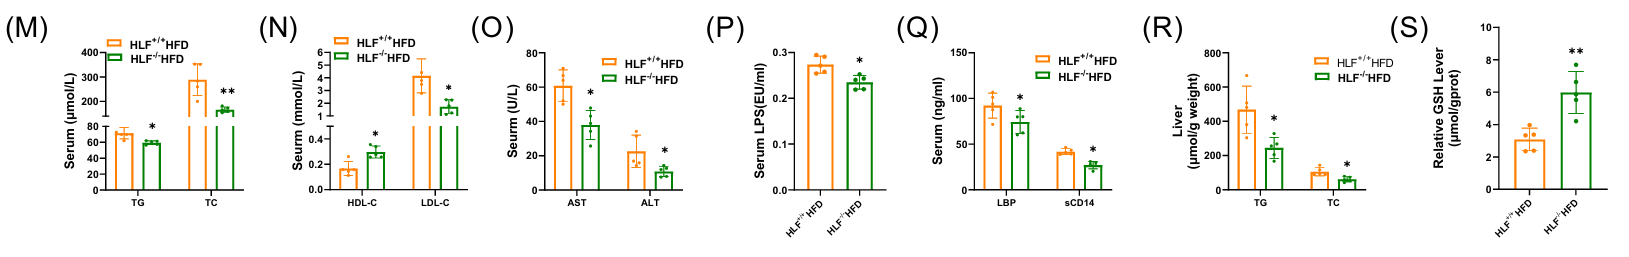 (M)
HLF+/+HFD
HLF-/-HFD
Serum (μmol/L)
400
300
200
80
60
40
20
0
*
**
TG
TC
(N)
HLF+/+HFD
HLF-/-HFD
Seurm (mmol/L)
6
5
4
3
2
1
0.4
0.2
0.0
*
*
HDL-C
LDL-C
(O)
HLF+/+HFD
HLF-/-HFD
Seurm (U/L)
80
60
40
20
0
*
*
AST
ALT
(P)
Serum LPS(EU/ml)
0.3
0.2
0.1
0.0
*
HLF+/+HFD
HLF-/-HFD
(Q)
HLF+/+HFD
HLF-/-HFD
Serum (ng/ml)
150
100
50
0
*
*
LBP
sCD14
(R)
HLF+/+HFD
HLF-/-HFD
Liver
(μmol/g weight)
800
600
400
200
0
*
*
TG
TC
(S)
Relative GSH Lever
(μmol/gprot)
10
8
6
4
2
0
**
HLF+/+HFD
HLF-/-HFD